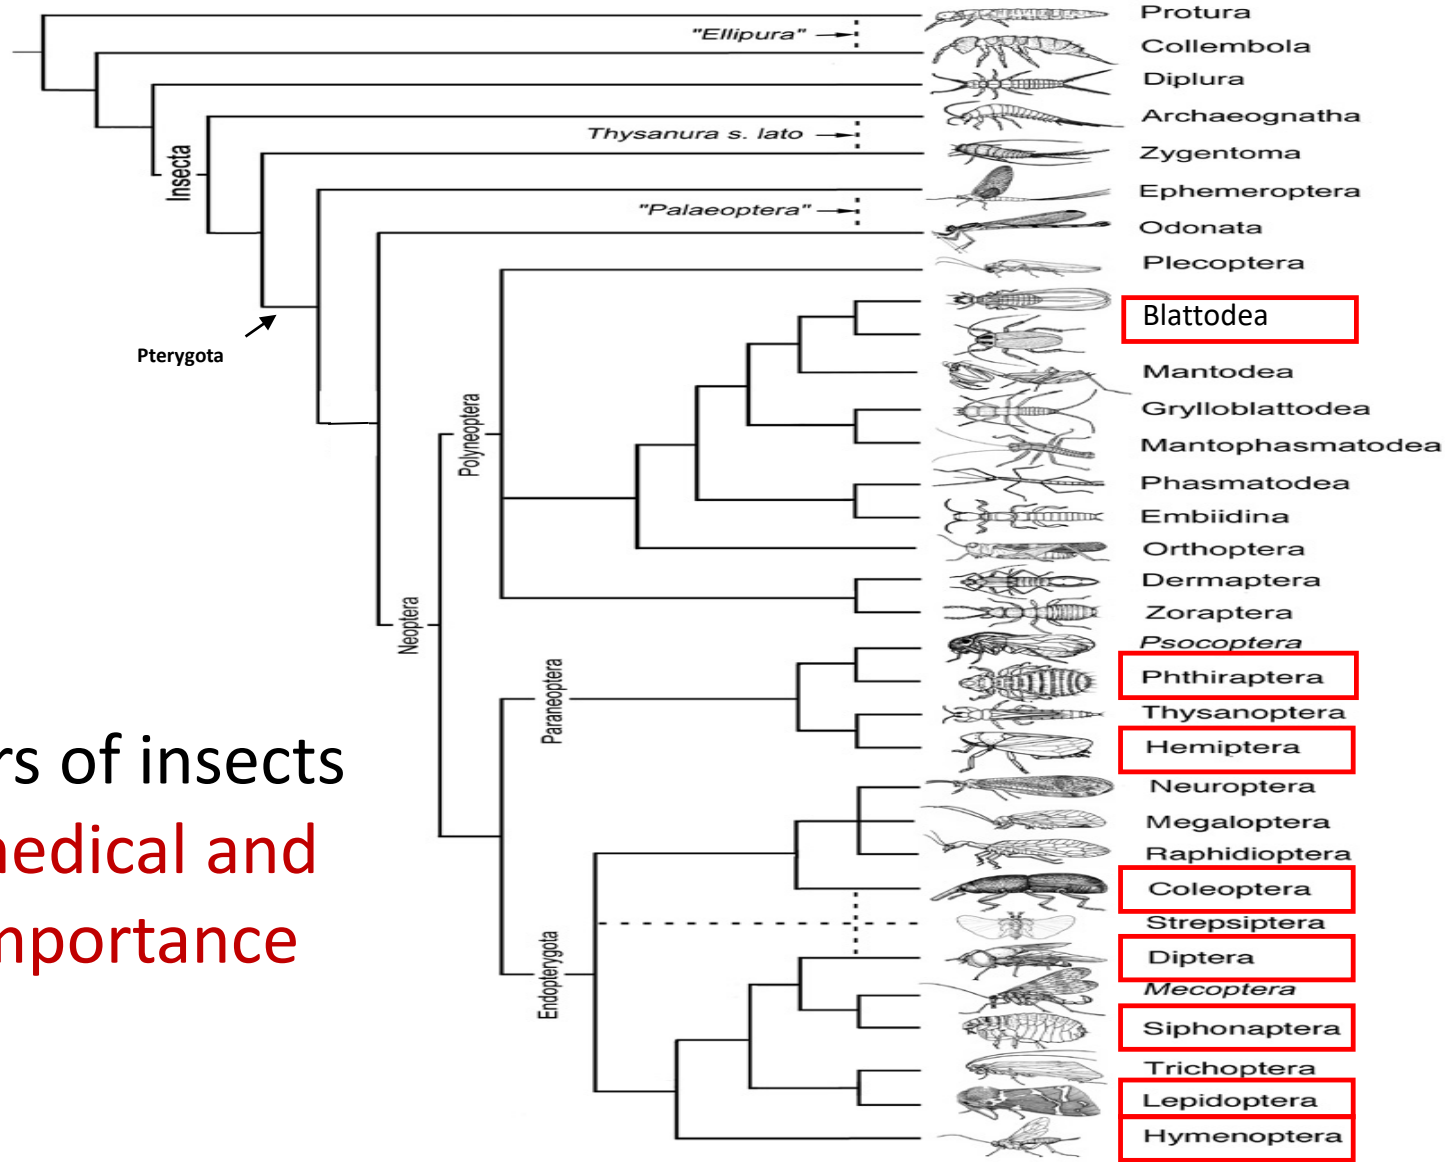 Protura
"Ellipura"
Collembola
Diplura
Archaeognatha
Thysanura s. lato
Zygentoma
Insecta
Ephemeroptera
"Palaeoptera"
Odonata
Plecoptera
Blattodea
Pterygota
Mantodea
Grylloblattodea
Polyneoptera
Mantophasmatodea
Phasmatodea
Embiidina
Orthoptera
Dermaptera
Neoptera
Zoraptera
Psocoptera
Phthiraptera
Paraneoptera
Thysanoptera
Hemiptera
rs of insects
Neuroptera
Megaloptera
edical and
Raphidioptera
Coleoptera
Strepsiptera
mportance
Diptera
Endopterygota
Mecoptera
Siphonaptera
Trichoptera
Lepidoptera
Hymenoptera